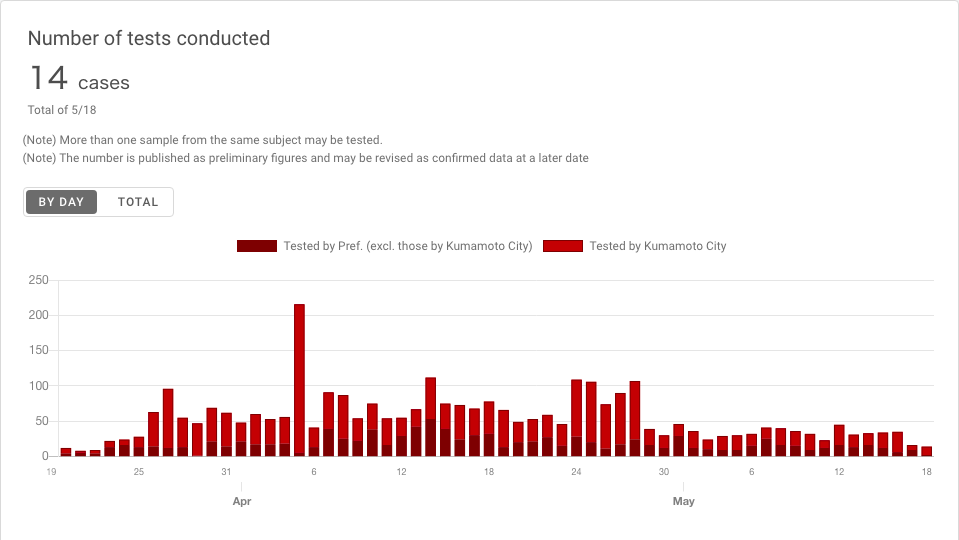 Number of tests conducted
14 cases
Total of 5/18
(Note) More than one sample from the same subject may be tested.
(Note) The number is published as preliminary figures and may be revised as confirmed data at a later date
BY DAY TOTAL
Tested by Pref. (excl. those by Kumamoto City) Tested by Kumamoto City
250
200
150
100
50
0
19 25 31 6 12 18 24 30 6 12 18
Apr May